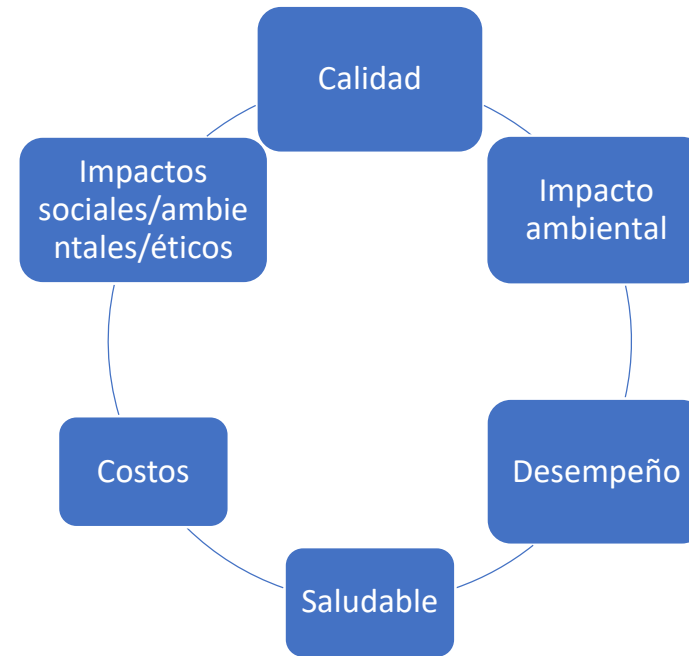 Calidad
Impacto
ambiental
Desempeño
Saludable
Costos
Impactos
sociales/ambie
ntales/éticos